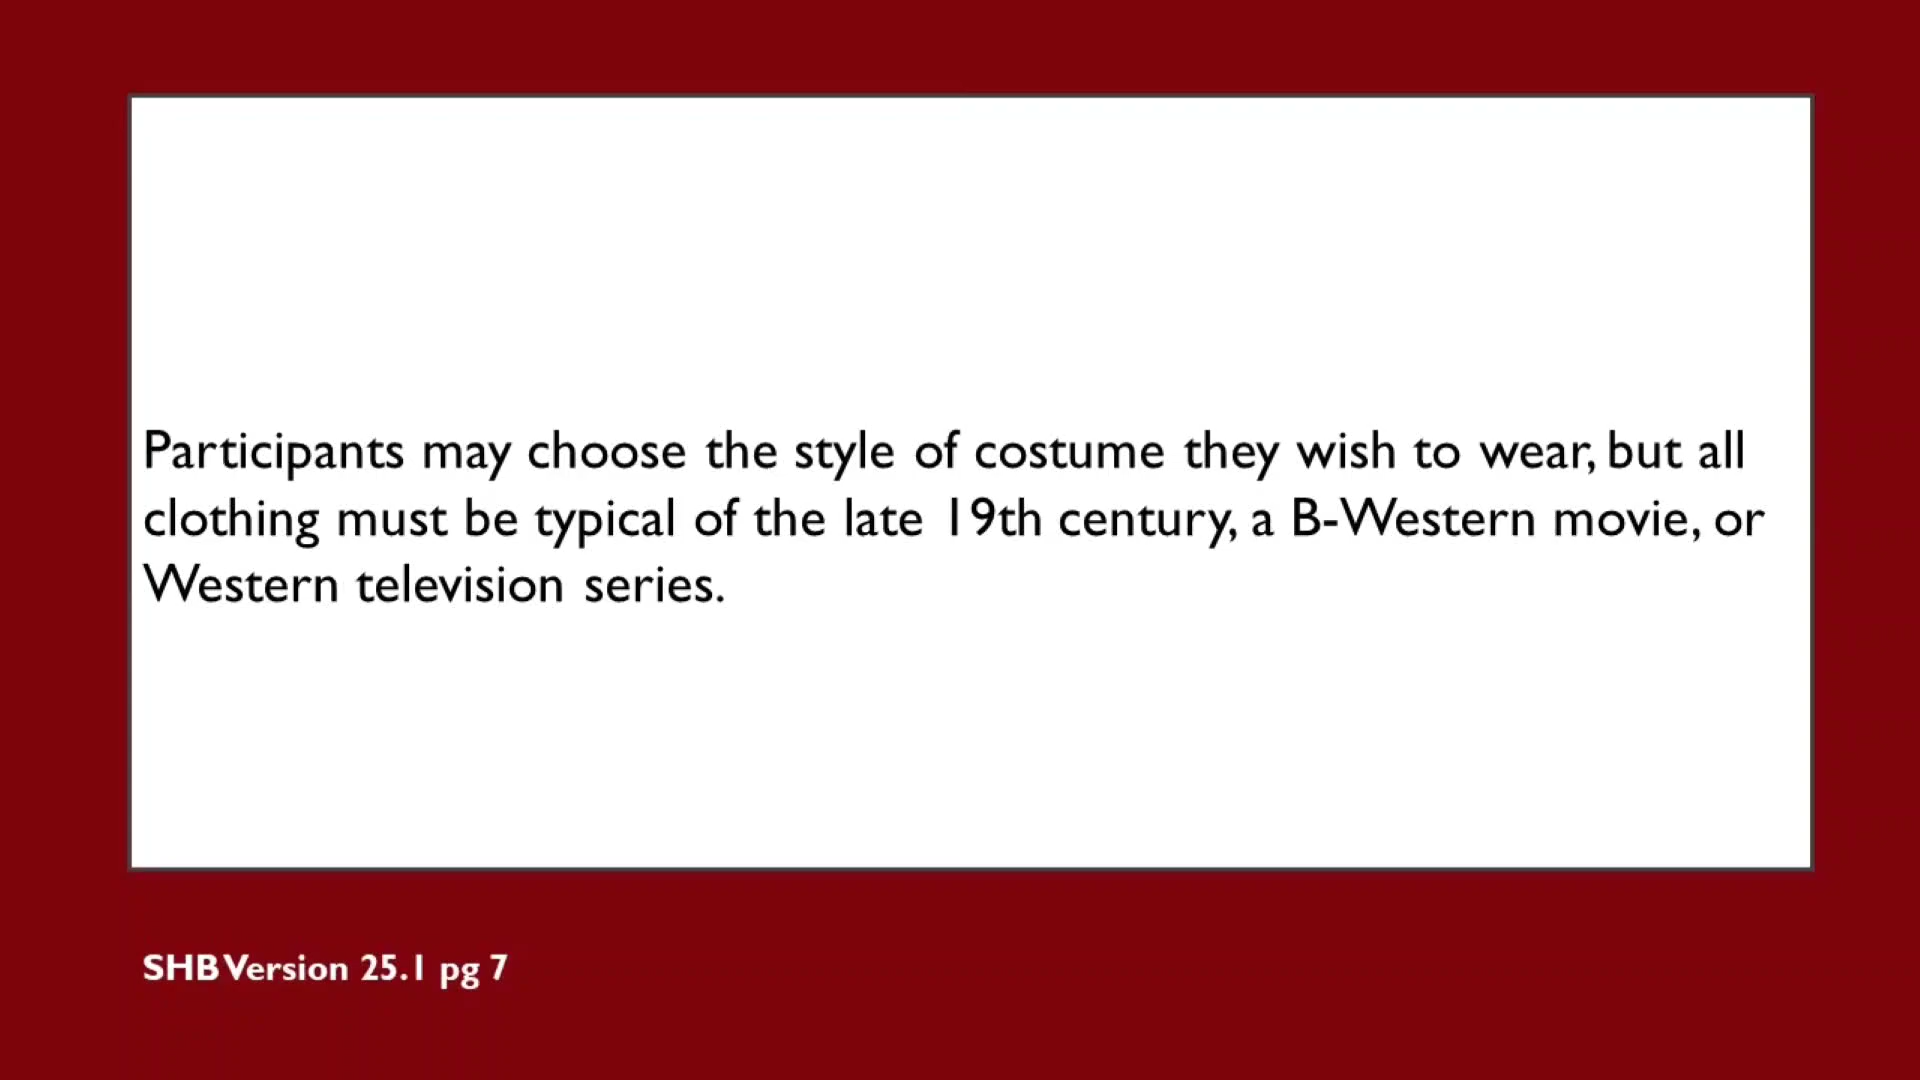 Participants may choose the style of costume they wish to wear, but all
clothing must be typical of the late 19th century, a B-Western movie, or
Western television series.
SHB Version 25.1 pg 7